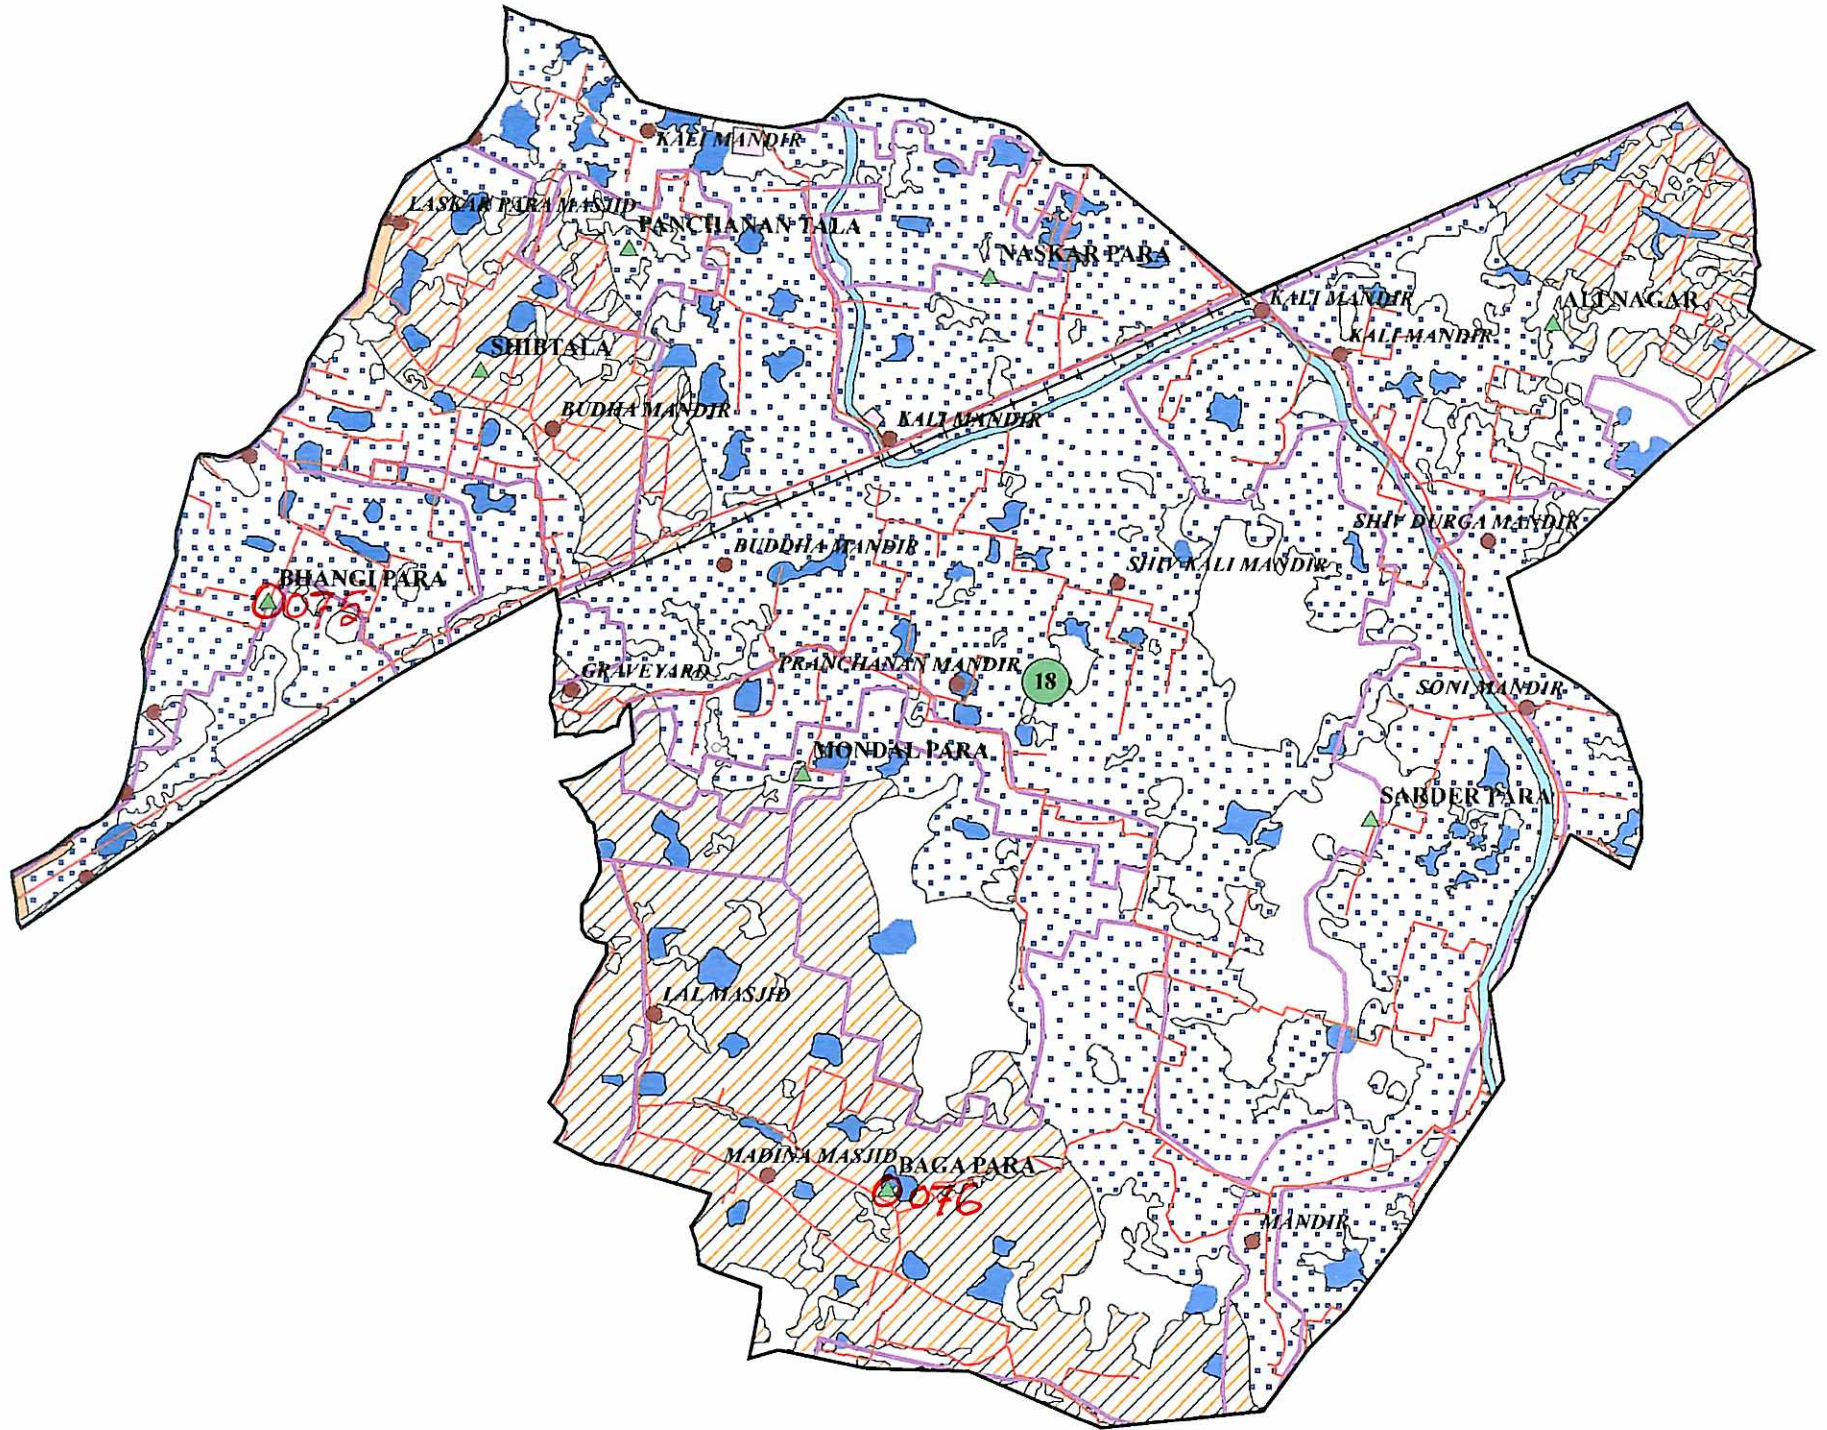 KALI MANDIR
LASKAR PARA MASJID
PANCHANAN TALA
NASKAR PARA
KALI MANDIR
ALI NAGAR
KALI MANDIR
SHIBTALA
BUDHA MANDIR
KALI MANDIR
SHIV DURGA MANDIR
BUDDHA MANDIR
SHIV KALI MANDIR
BHANGI PARA
0075
GRAVEYARD
PRANCHANAN MANDIR
18
SONI MANDIR
MONDAL PARA
SARDER PARA
LAL MASJID
MADINA MASJID
BAGA PARA
0076
MANDIR